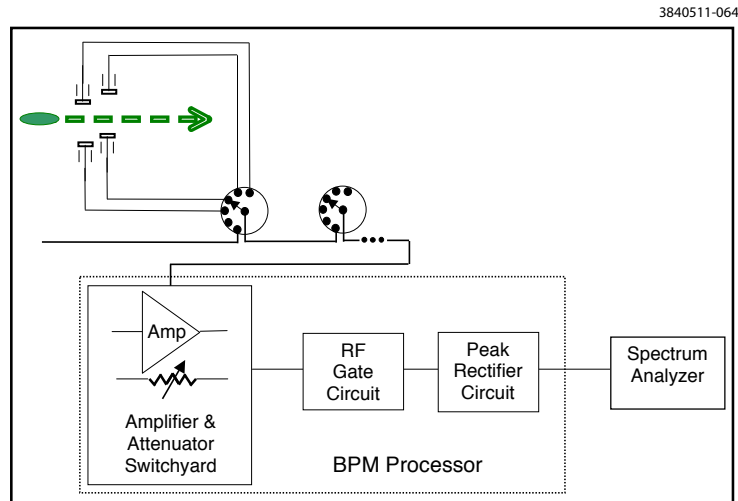 3840511-064
Amp
Amplifier &
Attenuator
Switchyard
RF
Gate
Circuit
Peak
Rectifier
Circuit
Spectrum
Analyzer
BPM Processor